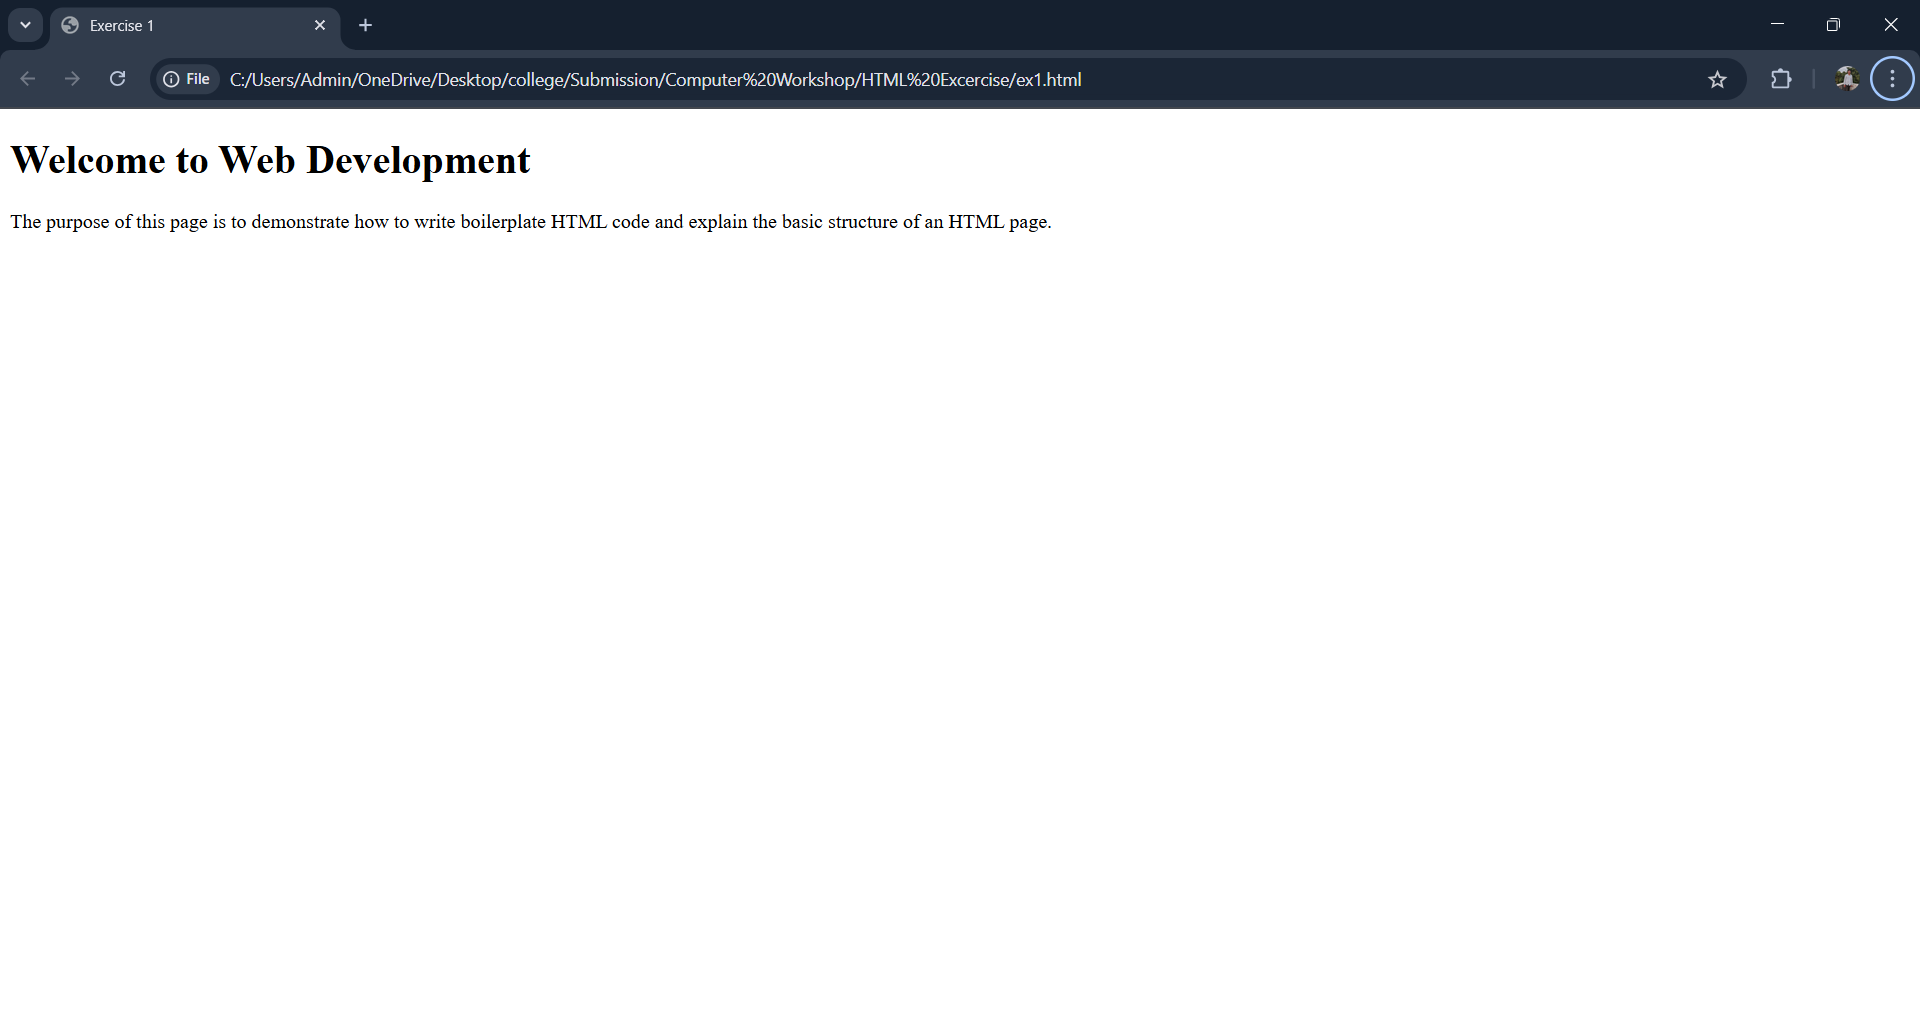 Exercise 1
File
C:/Users/Admin/OneDrive/Desktop/college/Submission/Computer%20Workshop/HTML%20Excercise/ex1.html
Welcome to Web Development
The purpose of this page is to demonstrate how to write boilerplate HTML code and explain the basic structure of an HTML page.